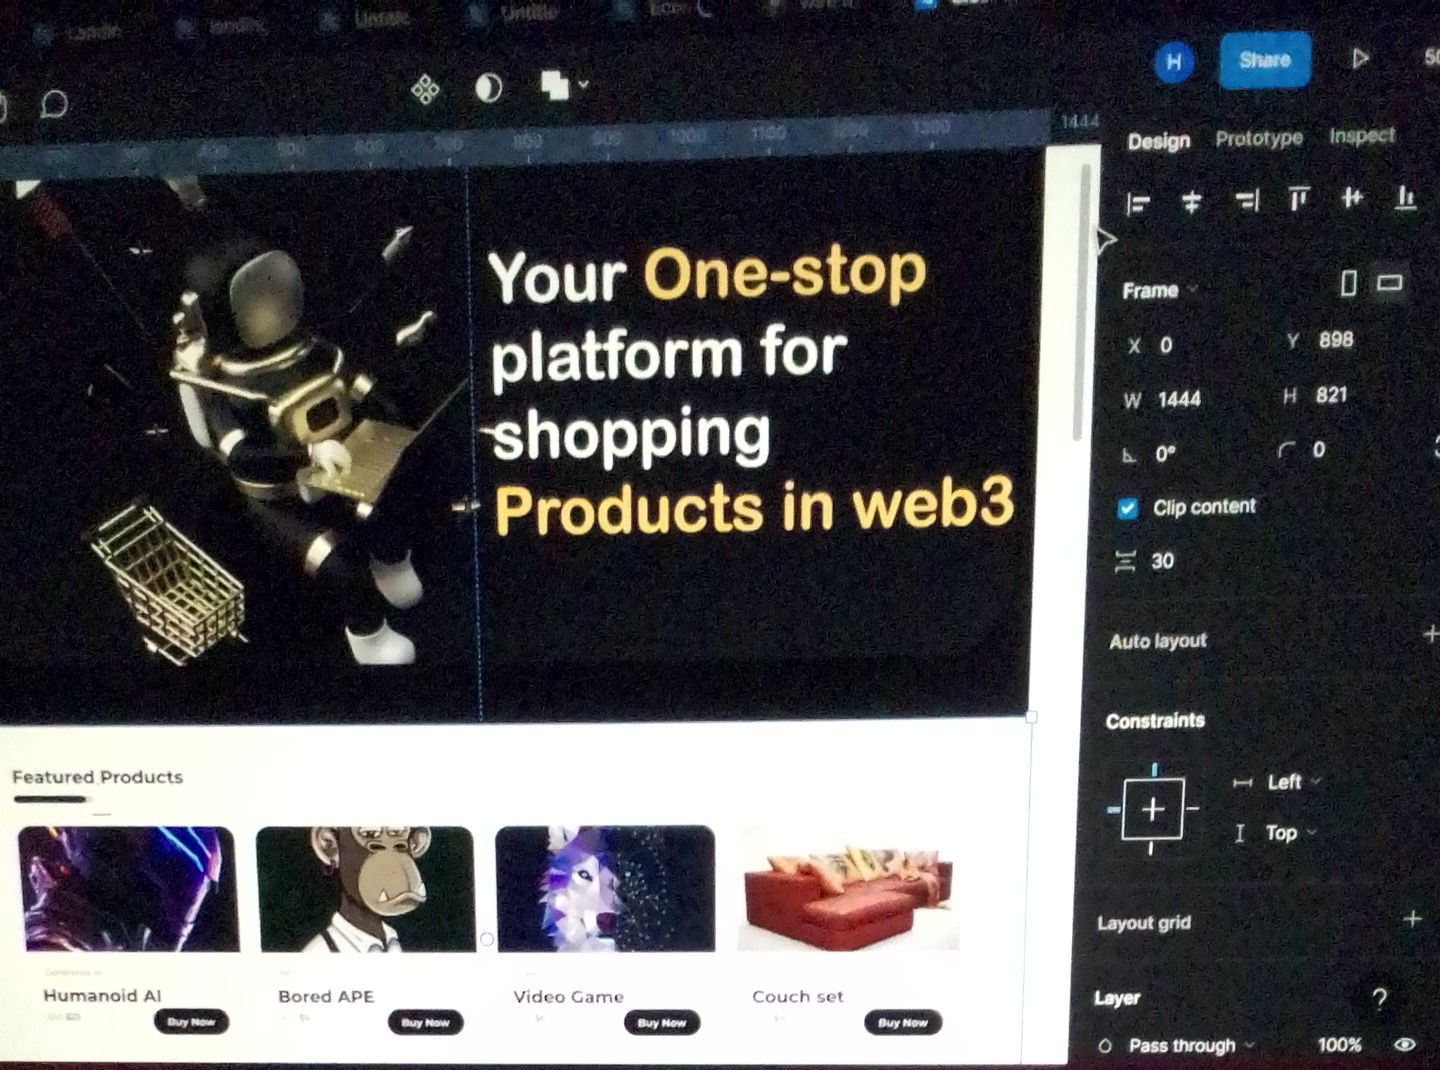 Untitle
H
Share
1444
Design Prototype Inspect
Your One-stop
platform for
shopping
Products in web3
Frame
X 0 Y 898
W 1444 H 821
0° 0
Clip content
30
Auto layout
Constraints
Left
Top
Layout grid
Layer
?
Pass through 100%
Featured Products
Humanoid AI Bored APE Video Game Couch set
Buy Now Buy Now Buy Now Buy Now